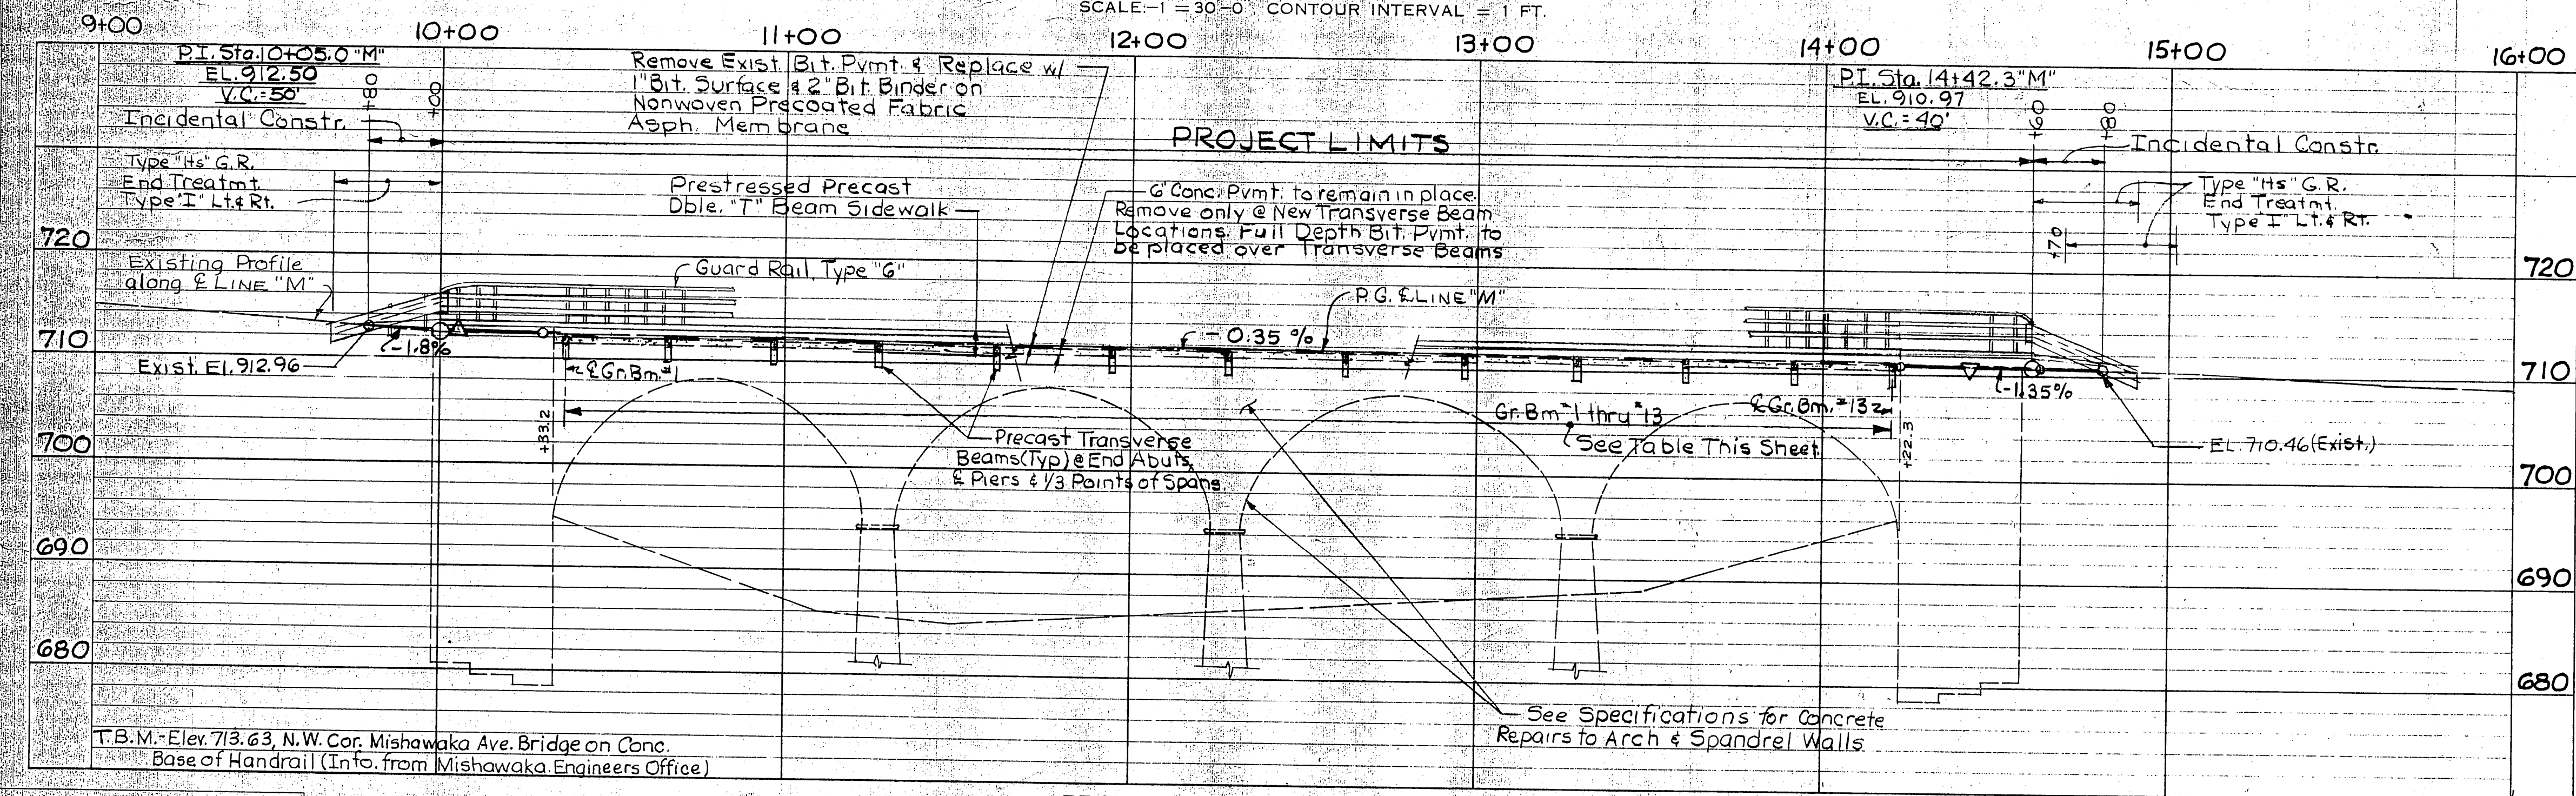 SCALE:-1 = 30-0", CONTOUR INTERVAL = 1 FT.
9+00
10+00
11+00
12+00
13+00
14+00
15+00
16+00
P.I. Sta. 10+05.0 "M"
EL. 912.50
V.C.=50'
+80
+00
Incidental Constr.
Remove Exist. Bit. Pvmt. & Replace w/
1" Bit. Surface & 2" Bit. Binder on
Nonwoven Precoated Fabric
Asph. Membrane
PROJECT LIMITS
P.I. Sta. 14+42.3 "M"
EL. 910.97
V.C.=40'
+60
+80
Incidental Constr.
Type "Hs" G.R.
End Treatmt.
Type "I" Lt. & Rt.
Prestressed Precast
Dble. "T" Beam Sidewalk
6" Conc. Pvmt. to remain in place.
Remove only @ New Transverse Beam
Locations. Full Depth Bit. Pvmt. to
be placed over Transverse Beams
Type "Hs" G.R.
End Treatmt.
Type "I" Lt. & Rt.
+70
720
720
Existing Profile
along ℄ LINE "M"
Guard Rail, Type "6"
P.G. ℄ LINE "M"
-0.35 %
710
710
-1.8%
Exist. El. 912.96
℄ Gr. Bm. #1
Gr. Bm #1 thru #13
℄ Gr. Bm. #13
-1.35%
See Table This Sheet
EL. 710.46 (Exist.)
+33.2
+22.3
700
700
Precast Transverse
Beams (Typ) @ End Abuts,
℄ Piers & 1/3 Points of Spans.
690
690
680
680
See Specifications for Concrete
Repairs to Arch & Spandrel Walls
T.B.M.-Elev. 713.63, N.W. Cor. Mishawaka Ave. Bridge on Conc.
Base of Handrail (Info. from Mishawaka Engineers Office)